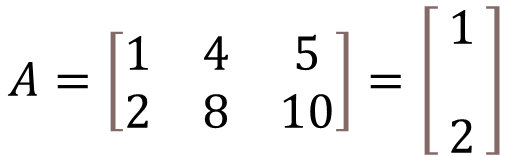 A = [1 4 5
2 8 10] = [1
2]